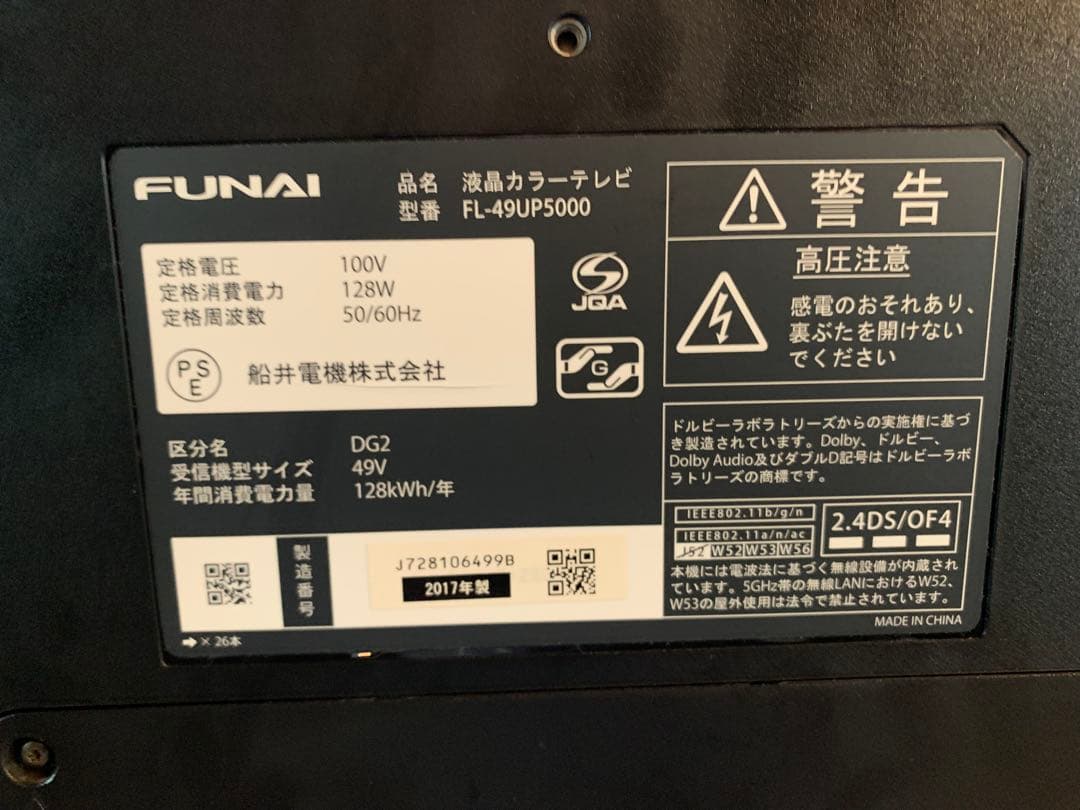 FUNAI
品名 液晶カラーテレビ
型番 FL-49UP5000
定格電圧 100V
定格消費電力 128W
定格周波数 50/60Hz
PSE 船井電機株式会社
JQA
G
区分名 DG2
受信機型サイズ 49V
年間消費電力量 128kWh/年
製造番号
J728106499B
2017年製
➡× 26本
警告
高圧注意
感電のおそれあり、
裏ぶたを開けない
でください
ドルビーラボラトリーズからの実施権に基づ
き製造されています。Dolby、ドルビー、
Dolby Audio及びダブルD記号はドルビーラボ
ラトリーズの商標です。
IEEE802.11b/g/n
IEEE802.11a/n/ac
J52 W52 W53 W56
2.4DS/OF4
本機には電波法に基づく無線設備が内蔵され
ています。5GHz帯の無線LANにおけるW52、
W53の屋外使用は法令で禁止されています。
MADE IN CHINA